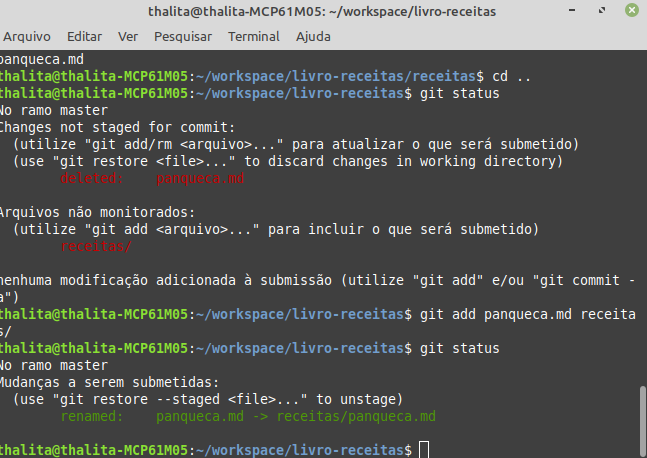 thalita@thalita-MCP61M05: ~/workspace/livro-receitas
Arquivo Editar Ver Pesquisar Terminal Ajuda
panqueca.md
thalita@thalita-MCP61M05:~/workspace/livro-receitas/receitas$ cd ..
thalita@thalita-MCP61M05:~/workspace/livro-receitas$ git status
No ramo master
Changes not staged for commit:
(utilize "git add/rm <arquivo>..." para atualizar o que será submetido)
(use "git restore <file>..." to discard changes in working directory)
deleted: panqueca.md
Arquivos não monitorados:
(utilize "git add <arquivo>..." para incluir o que será submetido)
receitas/
nenhuma modificação adicionada à submissão (utilize "git add" e/ou "git commit -
a")
thalita@thalita-MCP61M05:~/workspace/livro-receitas$ git add panqueca.md receita
s/
thalita@thalita-MCP61M05:~/workspace/livro-receitas$ git status
No ramo master
Mudanças a serem submetidas:
(use "git restore --staged <file>..." to unstage)
renamed: panqueca.md -> receitas/panqueca.md
thalita@thalita-MCP61M05:~/workspace/livro-receitas$